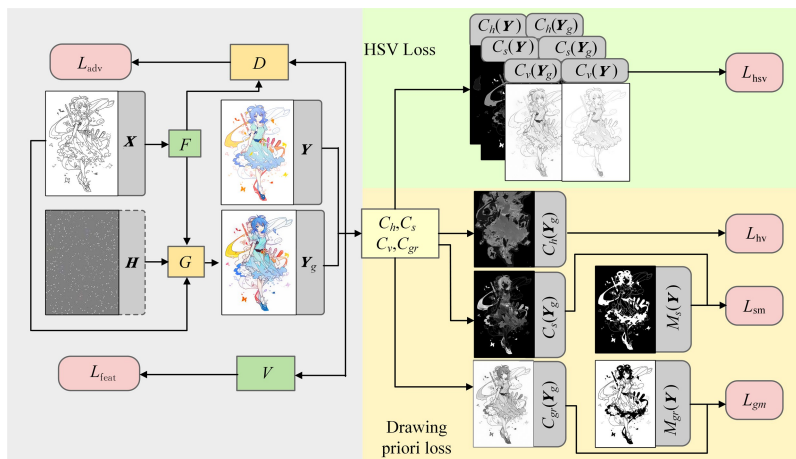 L_adv
D
X
F
Y
H
G
Y_g
L_feat
V
C_h,C_s
C_v,C_gr
HSV Loss
C_h(Y)
C_h(Y_g)
C_s(Y)
C_s(Y_g)
C_v(Y_g)
C_v(Y)
L_hsv
C_h(Y_g)
L_hv
C_s(Y_g)
M_s(Y)
L_sm
C_gr(Y_g)
M_gr(Y)
L_gm
Drawing
priori loss